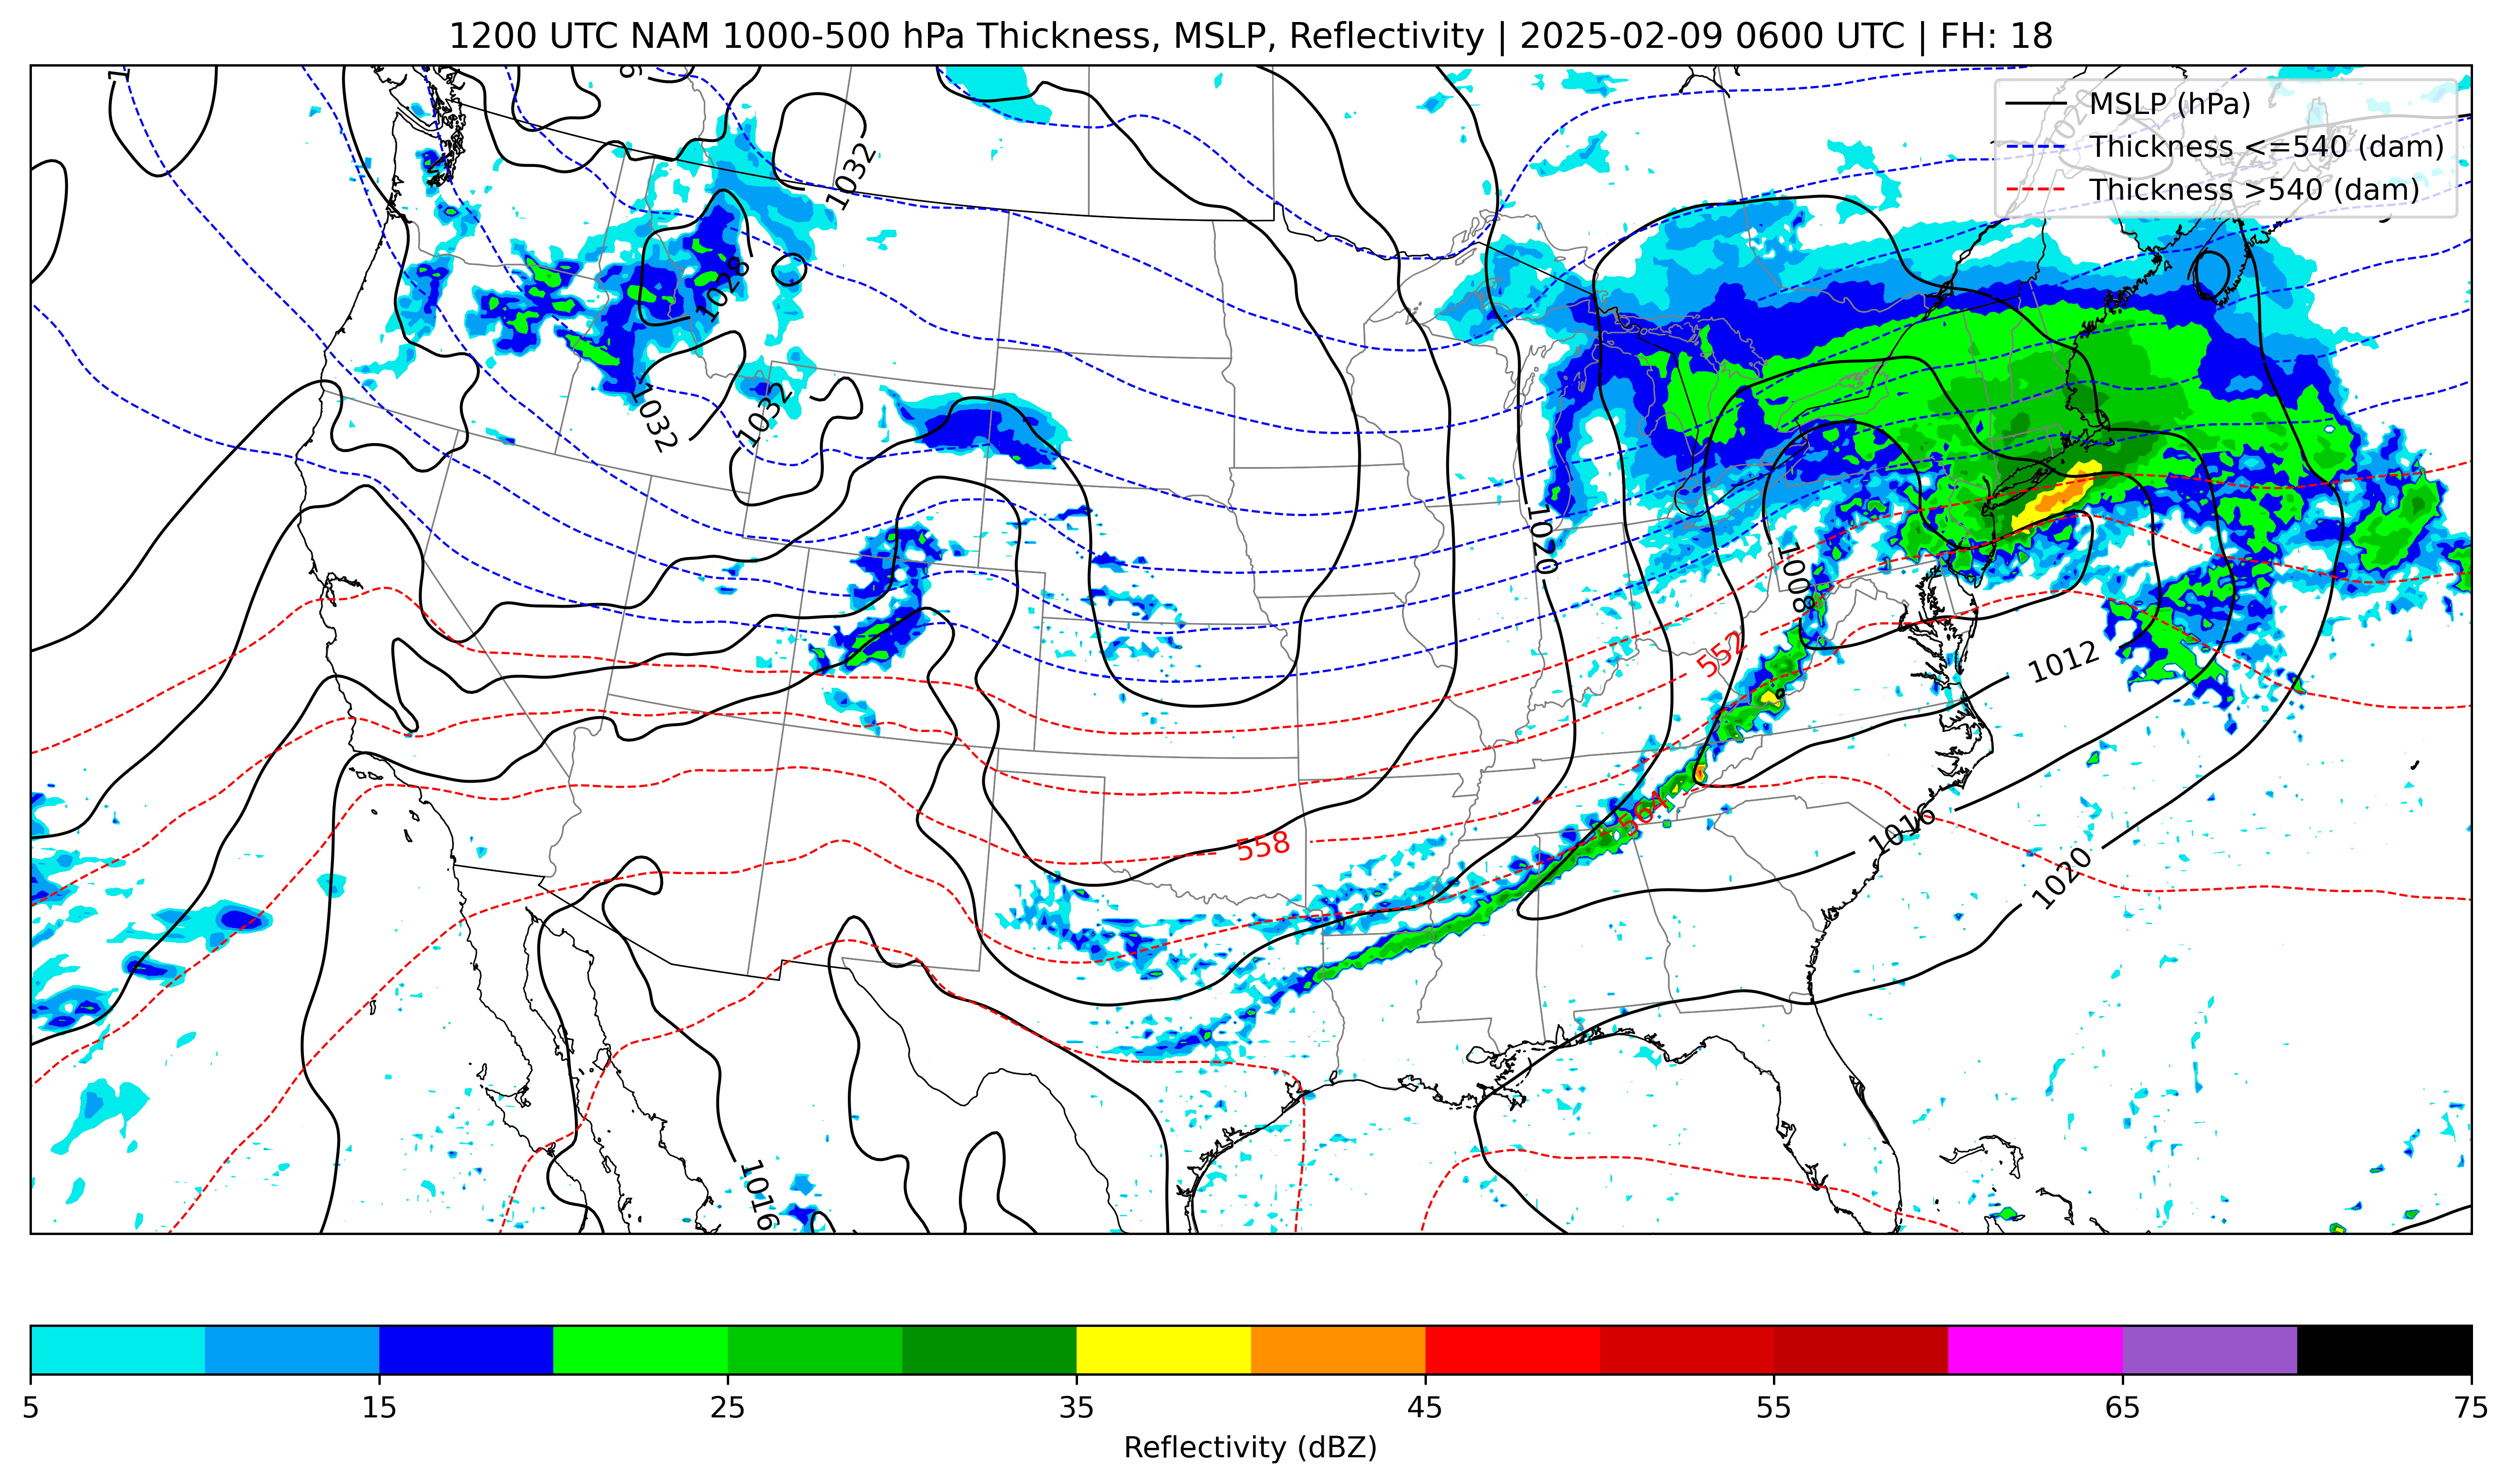 1200 UTC NAM 1000-500 hPa Thickness, MSLP, Reflectivity | 2025-02-09 0600 UTC | FH: 18
MSLP (hPa)
Thickness <=540 (dam)
Thickness >540 (dam)
1020
1032
1028
1032
1032
1020
1008
552
1012
564
558
1016
1020
1016
5 15 25 35 45 55 65 75
Reflectivity (dBZ)